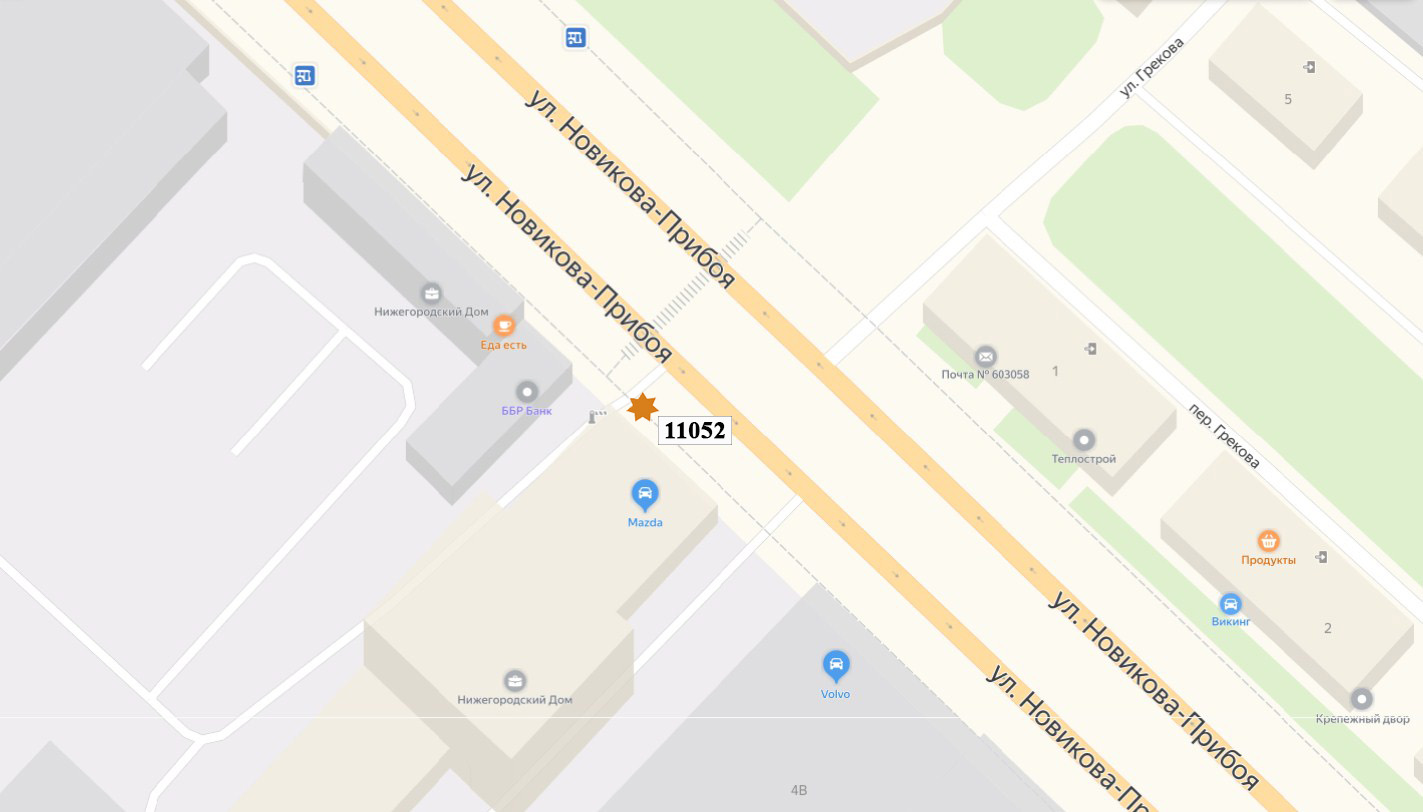 ул. Грекова
5
ул. Новикова-Прибоя
ул. Новикова-Прибоя
Нижегородский Дом
Еда есть
Почта № 603058
1
ББР Банк
11052
пер. Грекова
Теплострой
Mazda
Продукты
Викинг
2
ул. Новикова-Прибоя
ул. Новикова-Прибоя
Нижегородский Дом
Volvo
Крепежный двор
4В